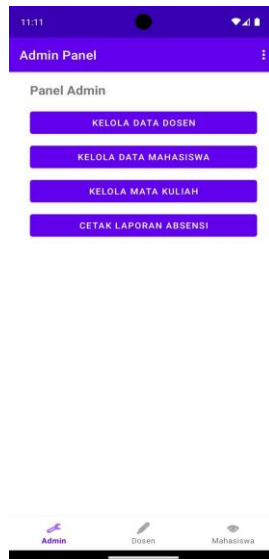 11:11
Admin Panel
Panel Admin
KELOLA DATA DOSEN
KELOLA DATA MAHASISWA
KELOLA MATA KULIAH
CETAK LAPORAN ABSENSI
Admin
Dosen
Mahasiswa